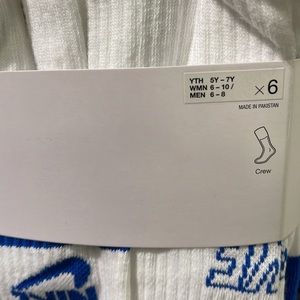 YTH 5Y – 7Y
WMN 6 – 10 /
MEN 6 – 8
×6
MADE IN PAKISTAN
Crew